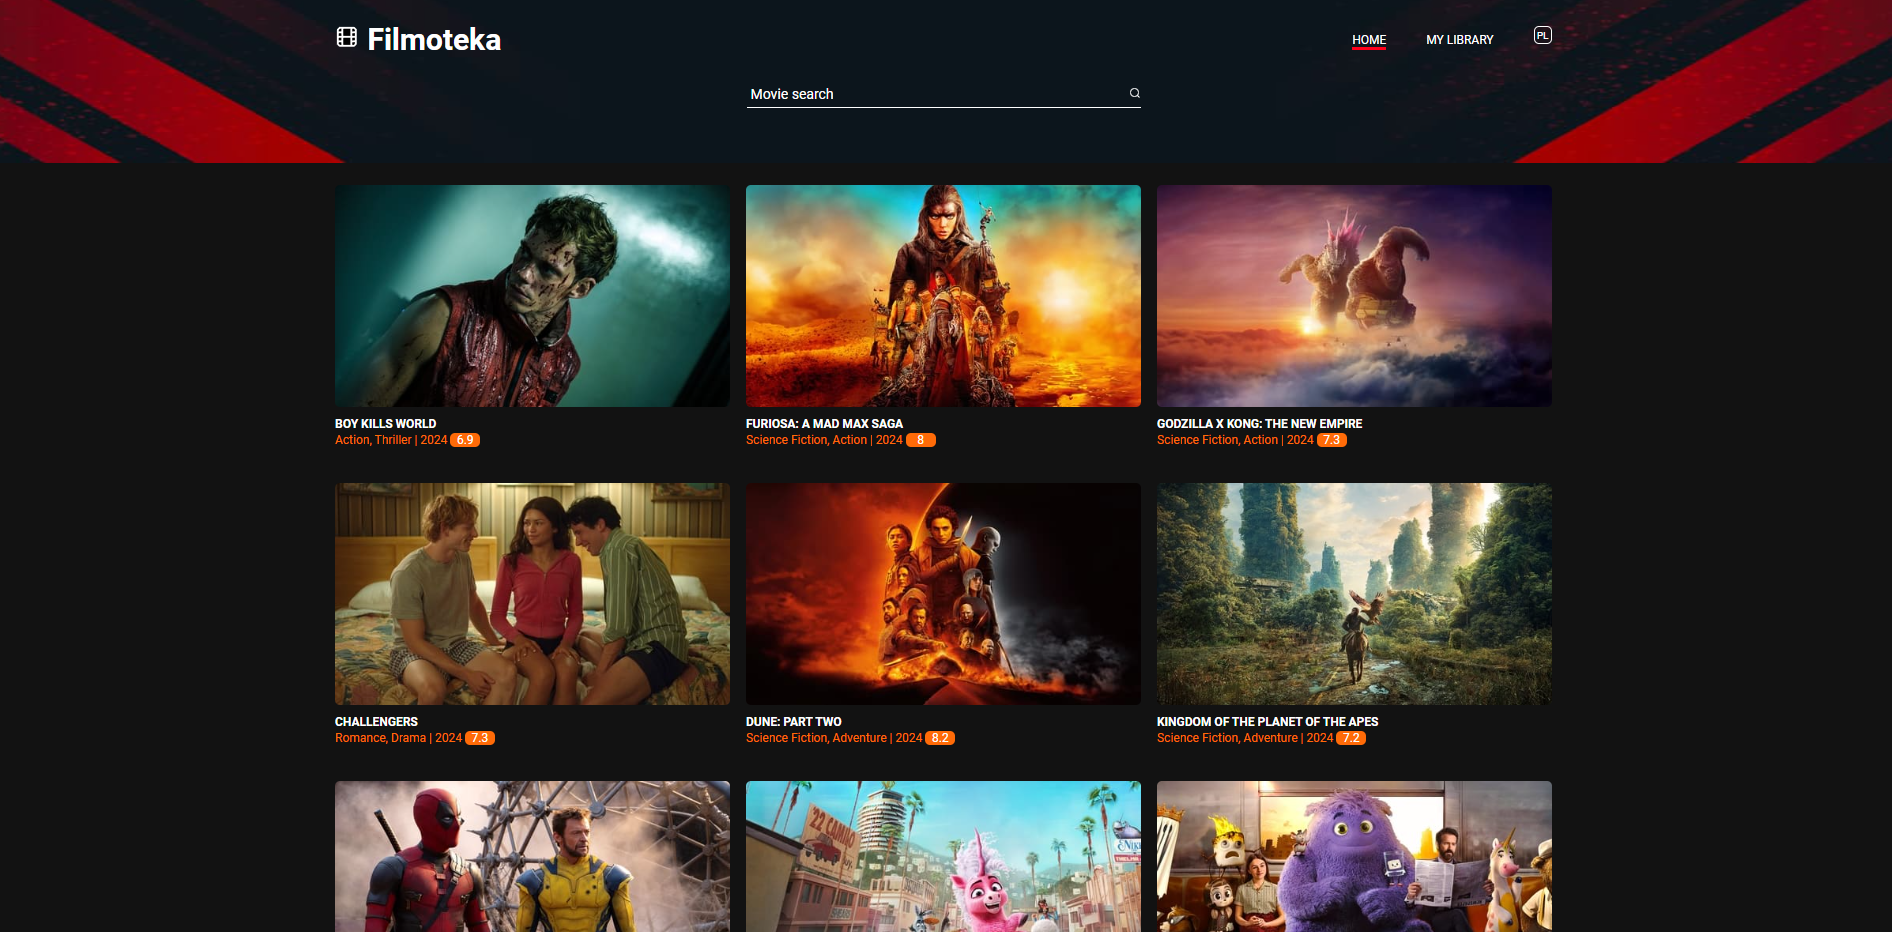 Filmoteka
HOME
MY LIBRARY
PL
Movie search
BOY KILLS WORLD
Action, Thriller | 2024 6.9
FURIOSA: A MAD MAX SAGA
Science Fiction, Action | 2024 8
GODZILLA X KONG: THE NEW EMPIRE
Science Fiction, Action | 2024 7.3
CHALLENGERS
Romance, Drama | 2024 7.3
DUNE: PART TWO
Science Fiction, Adventure | 2024 8.2
KINGDOM OF THE PLANET OF THE APES
Science Fiction, Adventure | 2024 7.2
'22 CAMINO